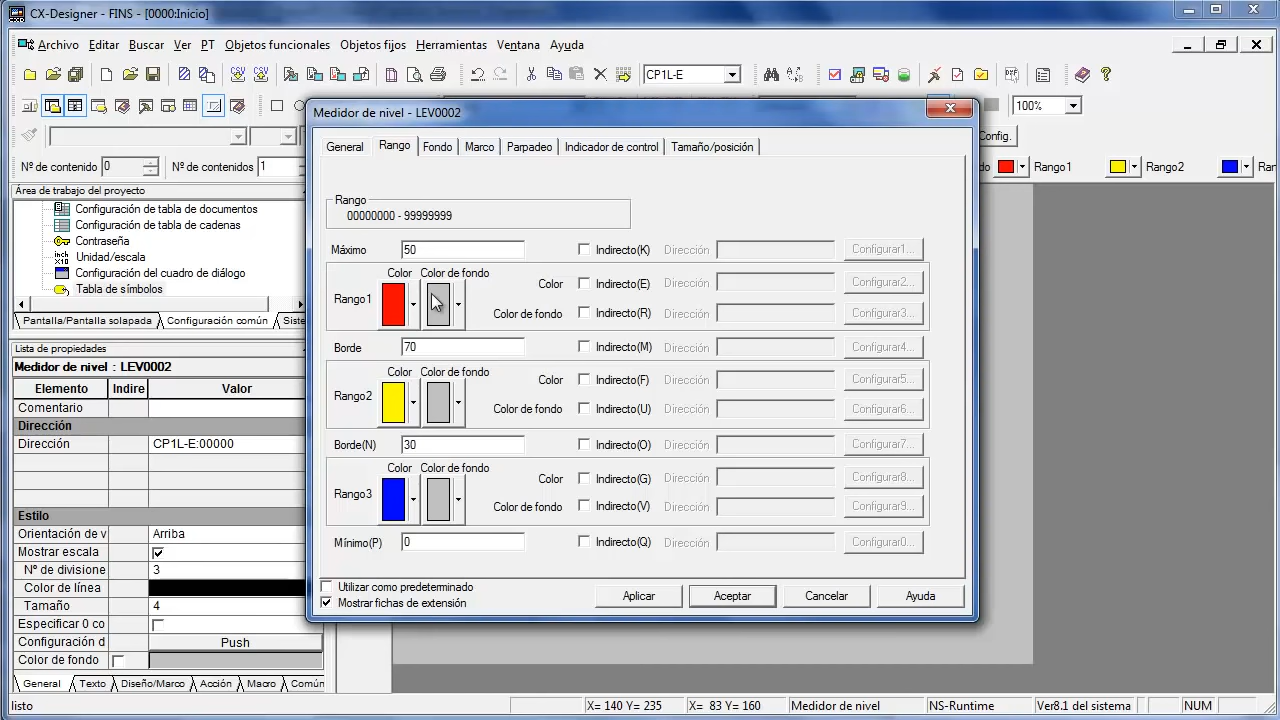 CX-Designer - FINS - [0000:Inicio]
Archivo Editar Buscar Ver PT Objetos funcionales Objetos fijos Herramientas Ventana Ayuda
CP1L-E
100%
Config.
Nº de contenido 0 Nº de contenidos 1
Rango1 Rango2
Área de trabajo del proyecto
Configuración de tabla de documentos
Configuración de tabla de cadenas
Contraseña
Unidad/escala
Configuración del cuadro de diálogo
Tabla de símbolos
Pantalla/Pantalla solapada Configuración común
Lista de propiedades
Medidor de nivel : LEV0002
Elemento Indire Valor
Comentario
Dirección
Dirección CP1L-E:00000
Estilo
Orientación de v Arriba
Mostrar escala
Nº de divisione 3
Color de línea
Tamaño 4
Especificar 0 co
Configuración d Push
Color de fondo
General Texto Diseño/Marco Acción Macro Común
Medidor de nivel - LEV0002
General Rango Fondo Marco Parpadeo Indicador de control Tamaño/posición
Rango
00000000 - 99999999
Máximo 50 Indirecto(K) Dirección Configurar1...
Color Color de fondo
Rango1
Color Indirecto(E) Dirección Configurar2...
Color de fondo Indirecto(R) Dirección Configurar3...
Borde 70 Indirecto(M) Dirección Configurar4...
Color Color de fondo
Rango2
Color Indirecto(F) Dirección Configurar5...
Color de fondo Indirecto(U) Dirección Configurar6...
Borde(N) 30 Indirecto(O) Dirección Configurar7...
Color Color de fondo
Rango3
Color Indirecto(G) Dirección Configurar8...
Color de fondo Indirecto(V) Dirección Configurar9...
Mínimo(P) 0 Indirecto(Q) Dirección Configurar0...
Utilizar como predeterminado
Mostrar fichas de extensión
Aplicar Aceptar Cancelar Ayuda
listo X= 140 Y= 235 X= 83 Y= 160 Medidor de nivel NS-Runtime Ver8.1 del sistema NUM